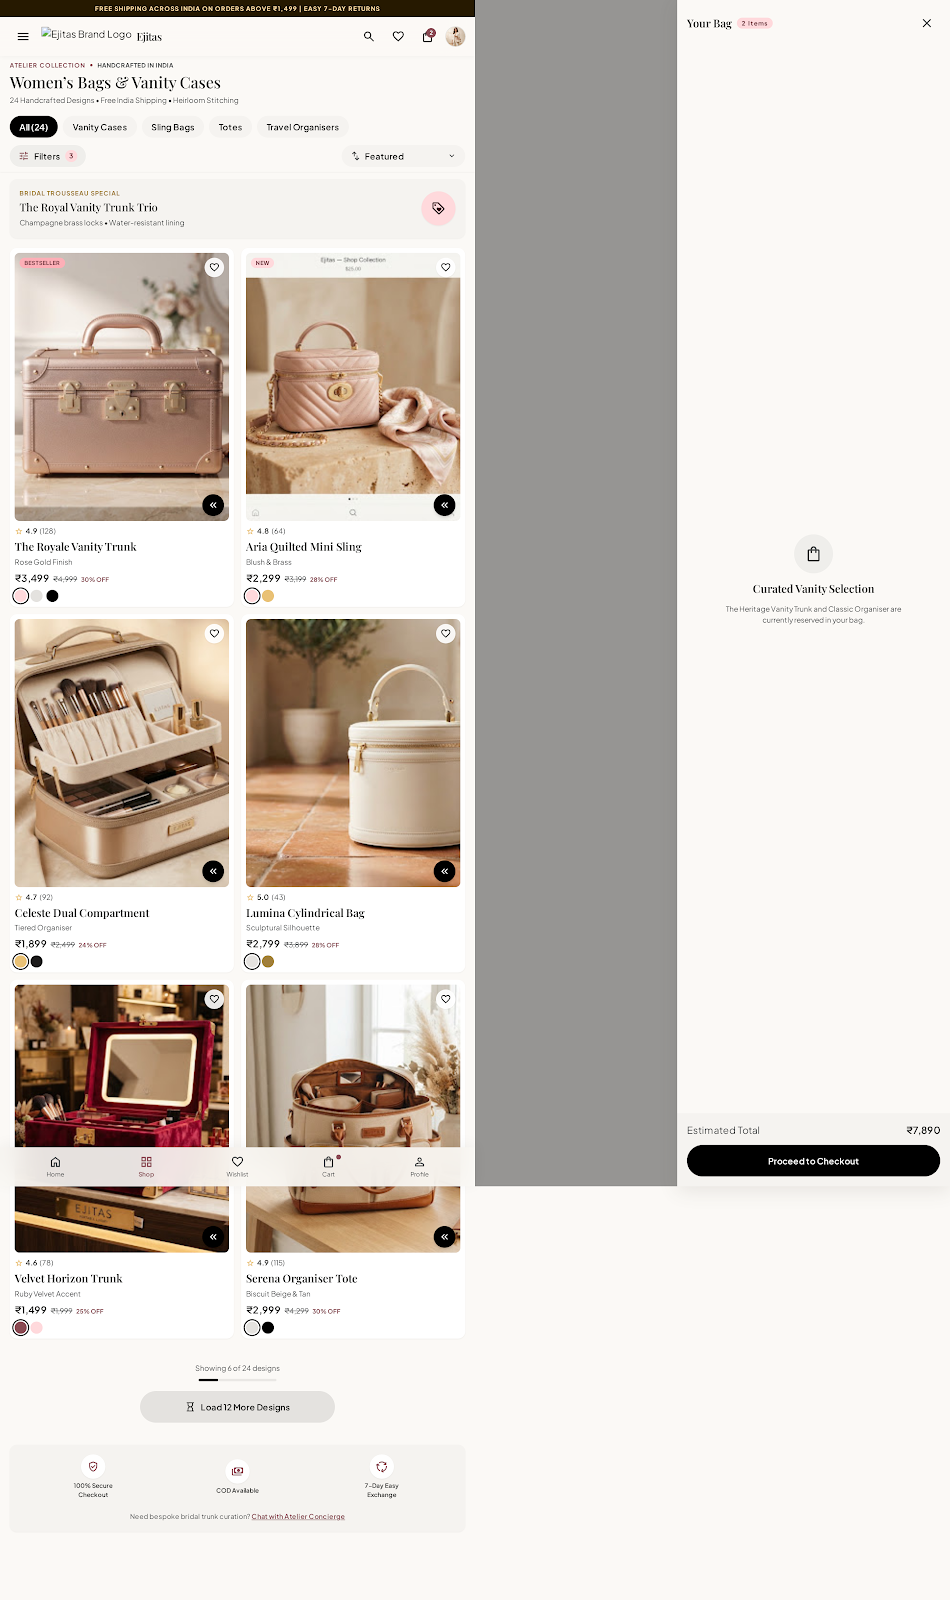 FREE SHIPPING ACROSS INDIA ON ORDERS ABOVE ₹1,499 | EASY 7-DAY RETURNS
Ejitas Brand Logo Ejitas
2
ATELIER COLLECTION • HANDCRAFTED IN INDIA
Women's Bags & Vanity Cases
24 Handcrafted Designs • Free India Shipping • Heirloom Stitching
All (24) Vanity Cases Sling Bags Totes Travel Organisers
Filters 3 Featured
BRIDAL TROUSSEAU SPECIAL
The Royal Vanity Trunk Trio
Champagne brass locks • Water-resistant lining
BESTSELLER
4.9 (128)
The Royale Vanity Trunk
Rose Gold Finish
₹3,499 ₹4,999 30% OFF
NEW
Ejitas — Shop Collection
$25.00
4.8 (64)
Aria Quilted Mini Sling
Blush & Brass
₹2,299 ₹3,199 28% OFF
4.7 (92)
Celeste Dual Compartment
Tiered Organiser
₹1,899 ₹2,499 24% OFF
5.0 (43)
Lumina Cylindrical Bag
Sculptural Silhouette
₹2,799 ₹3,899 28% OFF
EJITAS
4.6 (78)
Velvet Horizon Trunk
Ruby Velvet Accent
₹1,499 ₹1,999 25% OFF
4.9 (115)
Serena Organiser Tote
Biscuit Beige & Tan
₹2,999 ₹4,299 30% OFF
Home Shop Wishlist Cart Profile
Showing 6 of 24 designs
Load 12 More Designs
100% Secure
Checkout
COD Available
7-Day Easy
Exchange
Need bespoke bridal trunk curation? Chat with Atelier Concierge
Your Bag 2 Items
Curated Vanity Selection
The Heritage Vanity Trunk and Classic Organiser are
currently reserved in your bag.
Estimated Total ₹7,890
Proceed to Checkout